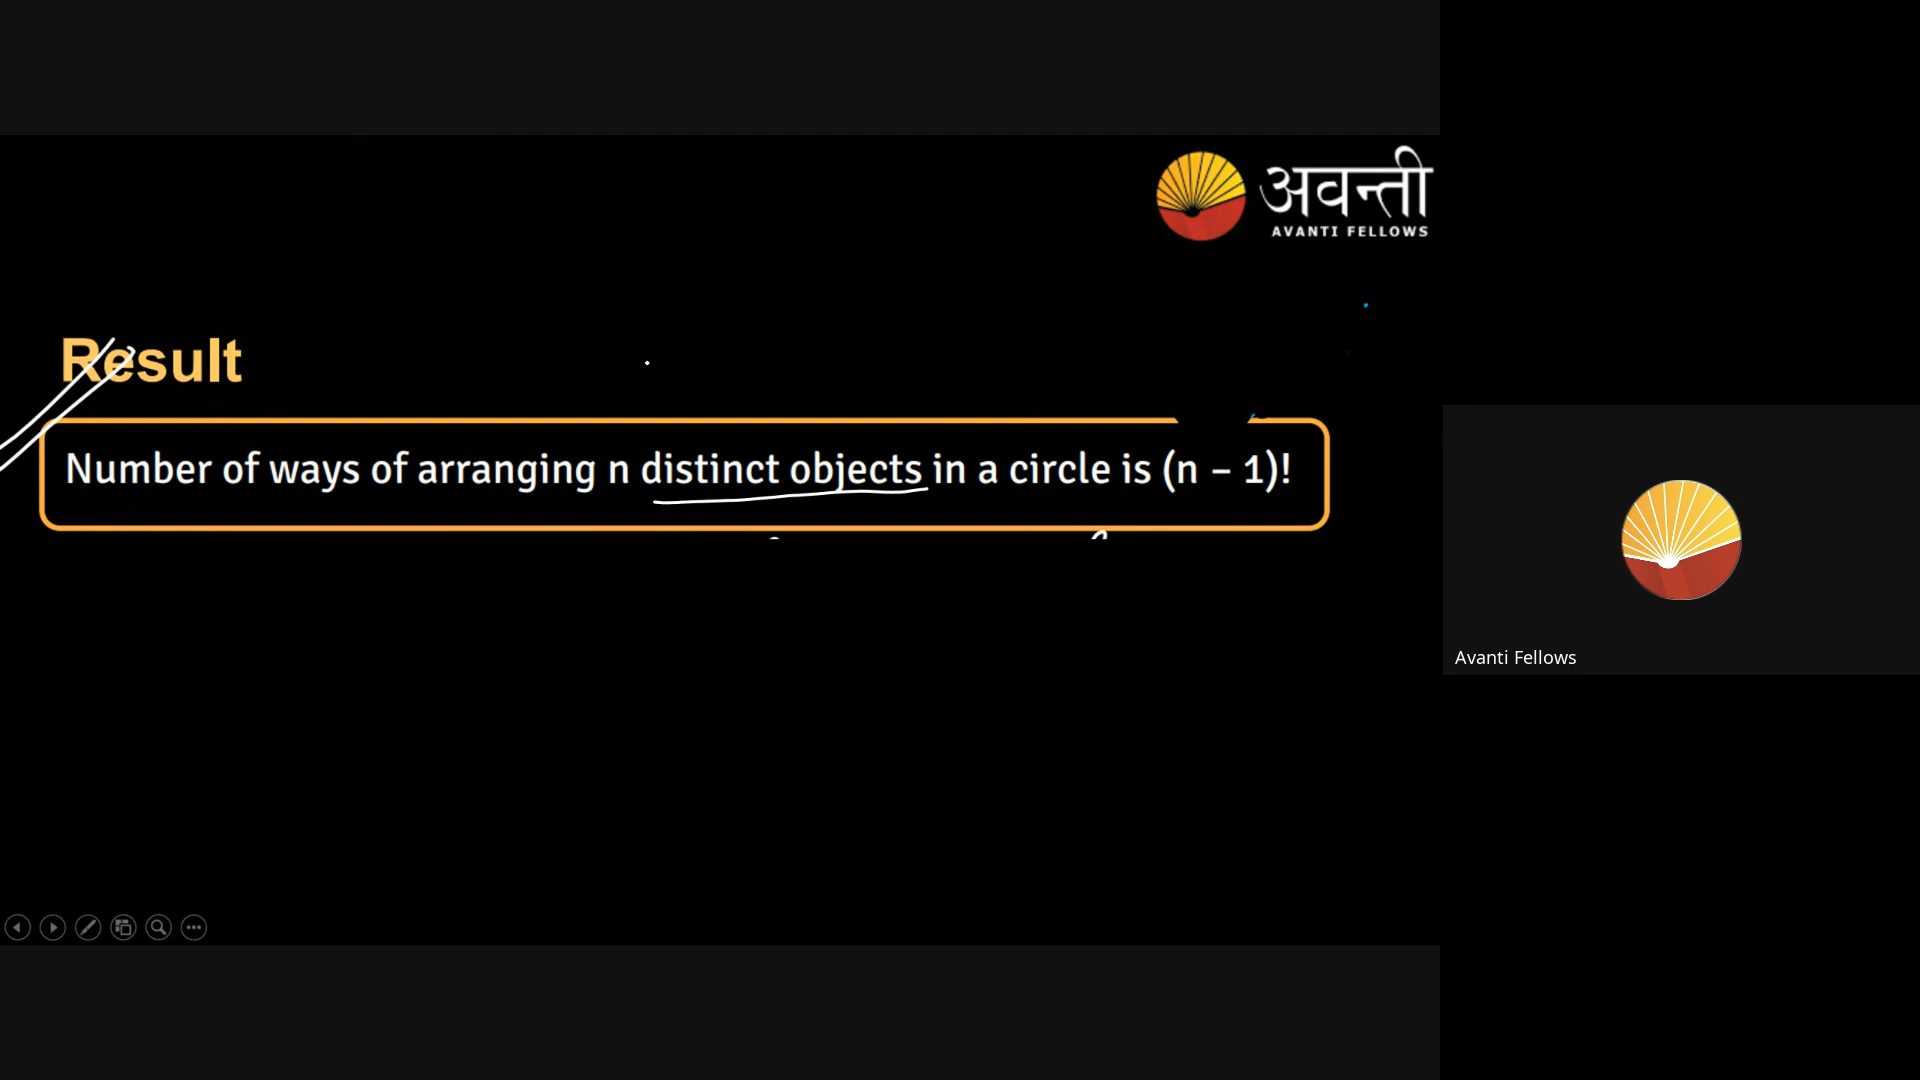 अवन्ती
AVANTI FELLOWS
Result
Number of ways of arranging n distinct objects in a circle is (n – 1)!
Avanti Fellows